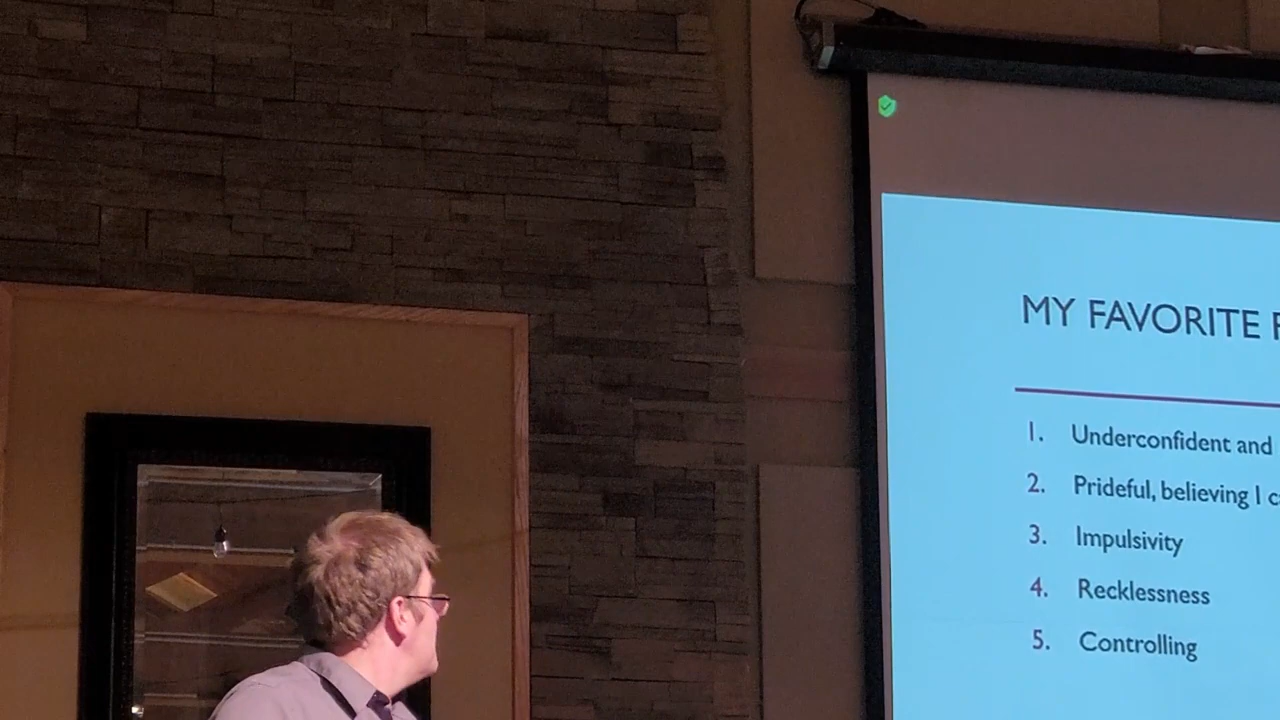 MY FAVORITE
1. Underconfident and
2. Prideful, believing I
3. Impulsivity
4. Recklessness
5. Controlling